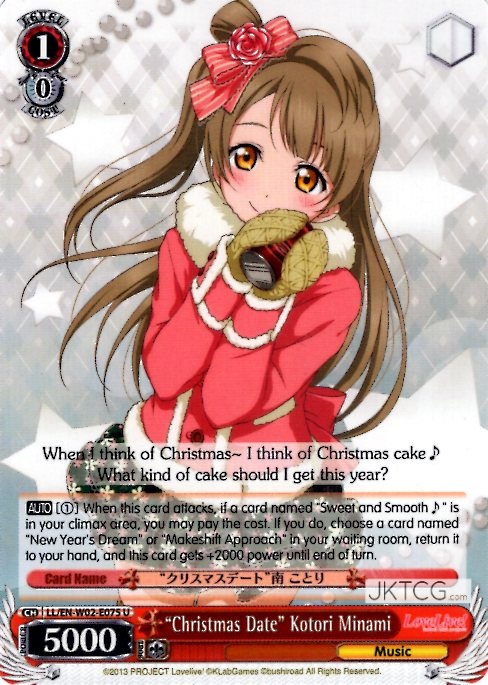 LEVEL
1
0
COST
When I think of Christmas~ I think of Christmas cake♪
What kind of cake should I get this year?
AUTO [①] When this card attacks, if a card named "Sweet and Smooth♪" is
in your climax area, you may pay the cost. If you do, choose a card named
"New Year's Dream" or "Makeshift Approach" in your waiting room, return it
to your hand, and this card gets +2000 power until end of turn.
Card Name
"クリスマスデート"南 ことり
JKTCG.com
CH LL/EN-W02-E075 U
POWER
5000
SOUL
"Christmas Date" Kotori Minami
LoveLive!
Music
©2013 PROJECT Lovelive! ©KLabGames ©bushiroad All Rights Reserved.